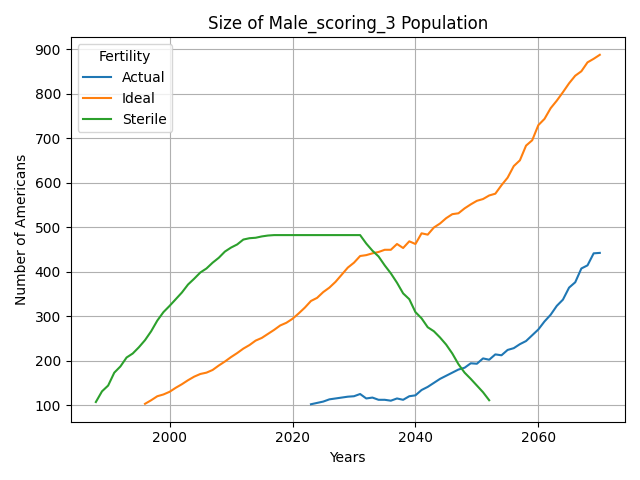 Size of Male_scoring_3 Population
Fertility
Actual
Ideal
Sterile
Number of Americans
900
800
700
600
500
400
300
200
100
2000
2020
2040
2060
Years